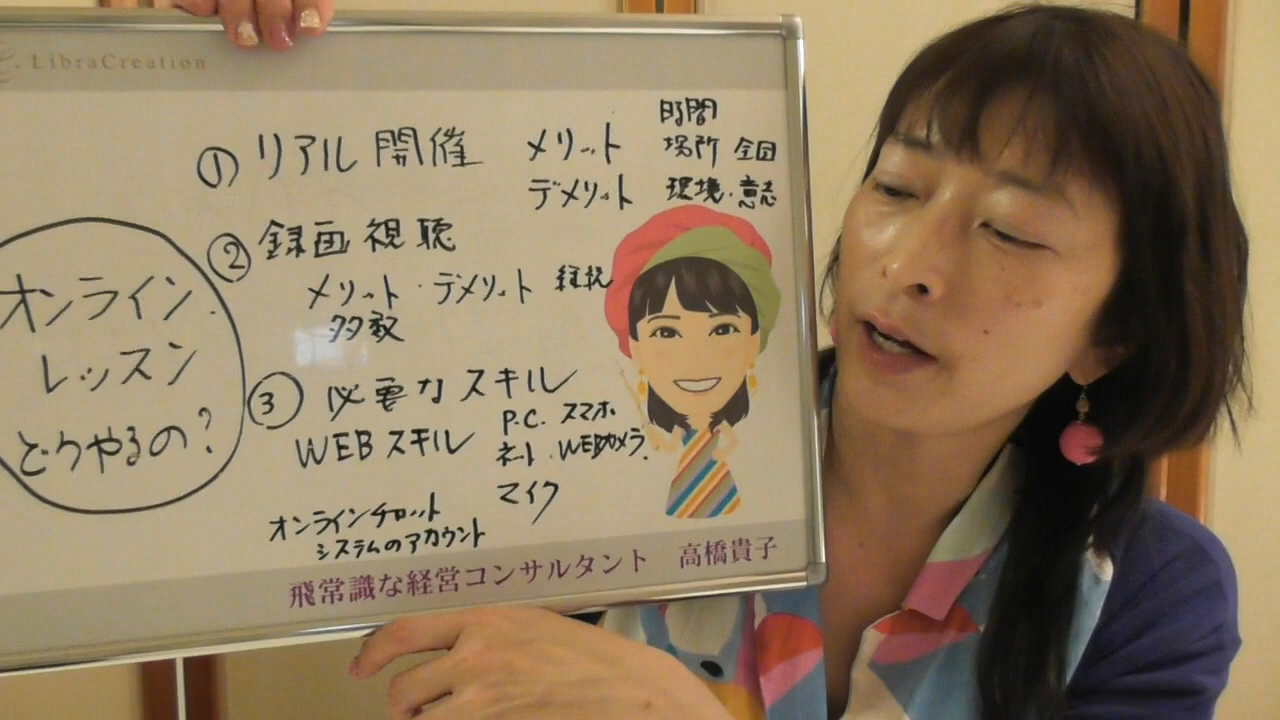 LibraCreation
①リアル開催 メリット 時間
場所 全国
デメリット 環境・意志
オンライン
レッスン
どうやるの?
②録画視聴
メリット・デメリット
多数
③必要なスキル
WEBスキル P.C. スマホ
ネット・WEBカメラ
マイク
オンラインチャット
システムのアカウント
飛常識な経営コンサルタント 高橋貴子